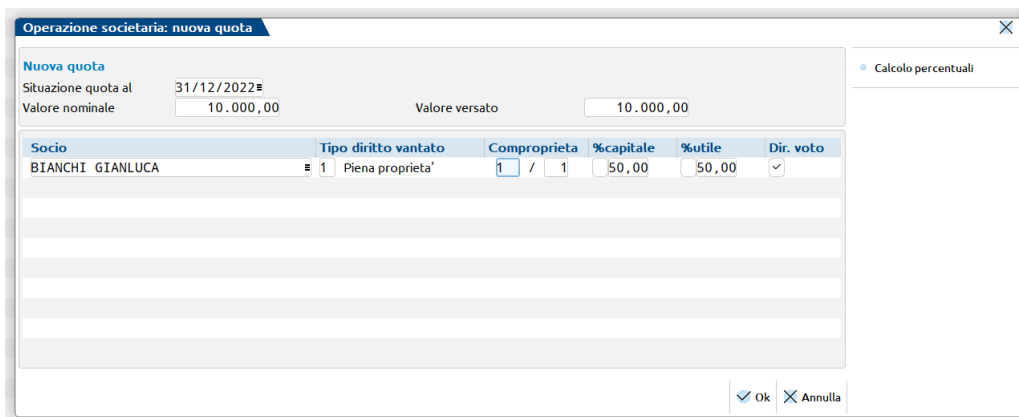 Operazione societaria: nuova quota
Nuova quota
Calcolo percentuali
Situazione quota al 31/12/2022
Valore nominale 10.000,00 Valore versato 10.000,00
Socio Tipo diritto vantato Comproprieta %capitale %utile Dir. voto
BIANCHI GIANLUCA 1 Piena proprieta' 1 / 1 50,00 50,00
Ok Annulla